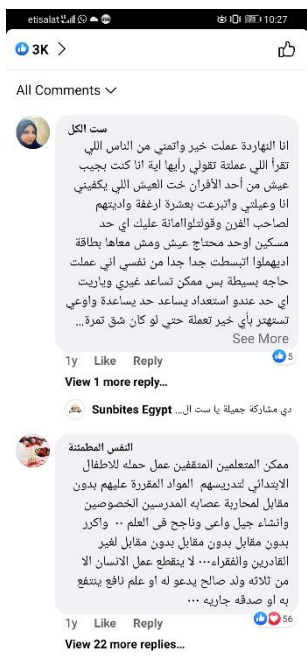 etisalat 10:27
3K
All Comments
ست الكل
انا النهاردة عملت خير واتمني من الناس اللي
تقرأ اللي عملتة تقولي رأيها اية انا كنت بجيب
عيش من أحد الأفران خت العيش اللي يكفيني
انا وعيلتي واتبرعت بعشرة ارغفة واديتهم
لصاحب الفرن وقولتلواامانة عليك اي حد
مسكين اوحد محتاج عيش ومش معاها بطاقة
اديهملوا اتبسطت جدا جدا من نفسي اني عملت
حاجه بسيطة بس ممكن تساعد غيري وياريت
اي حد عندو استعداد يساعد حد يساعدة واوعي
تستهتر بأي خير تعملة حتي لو كان شق تمرة...
See More
1y Like Reply 5
View 1 more reply...
Sunbites Egypt دي مشاركة جميلة يا ست ال...
النفس المطمئنة
ممكن المتعلمين المثقفين عمل حمله للاطفال
الابتدائي لتدريسهم المواد المقررة عليهم بدون
مقابل لمحاربة عصابه المدرسين الخصوصين
وانشاء جيل واعى وناجح في العلم ٠٠ واكرر
بدون مقابل بدون مقابل بدون مقابل لغير
القادرين والفقراء٠٠٠ لا ينقطع عمل الانسان الا
من ثلاثه ولد صالح يدعو له او علم نافع ينتفع
به او صدقه جاريه ٠٠٠
1y Like Reply 56
View 22 more replies...